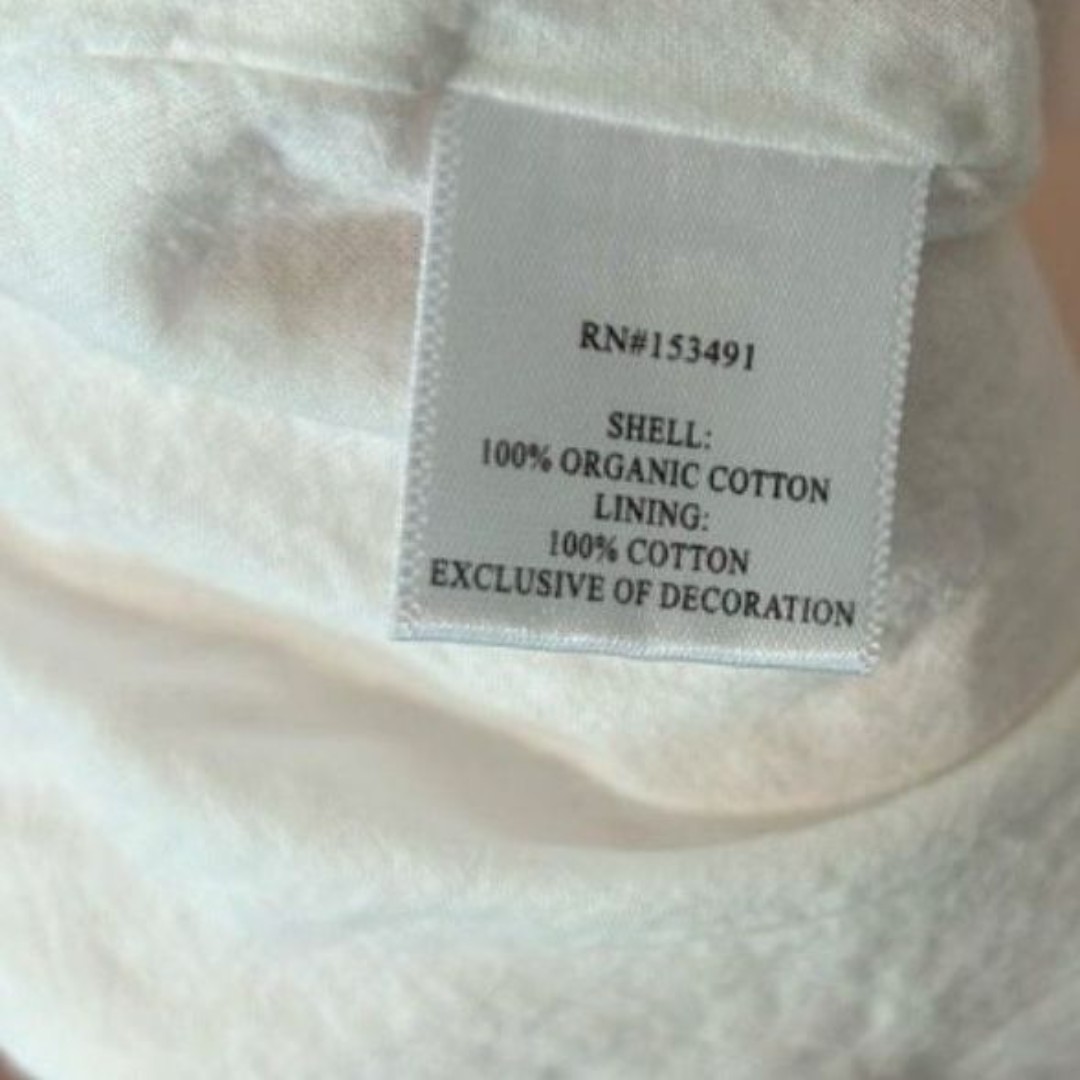 RN#153491
SHELL:
100% ORGANIC COTTON
LINING:
100% COTTON
EXCLUSIVE OF DECORATION